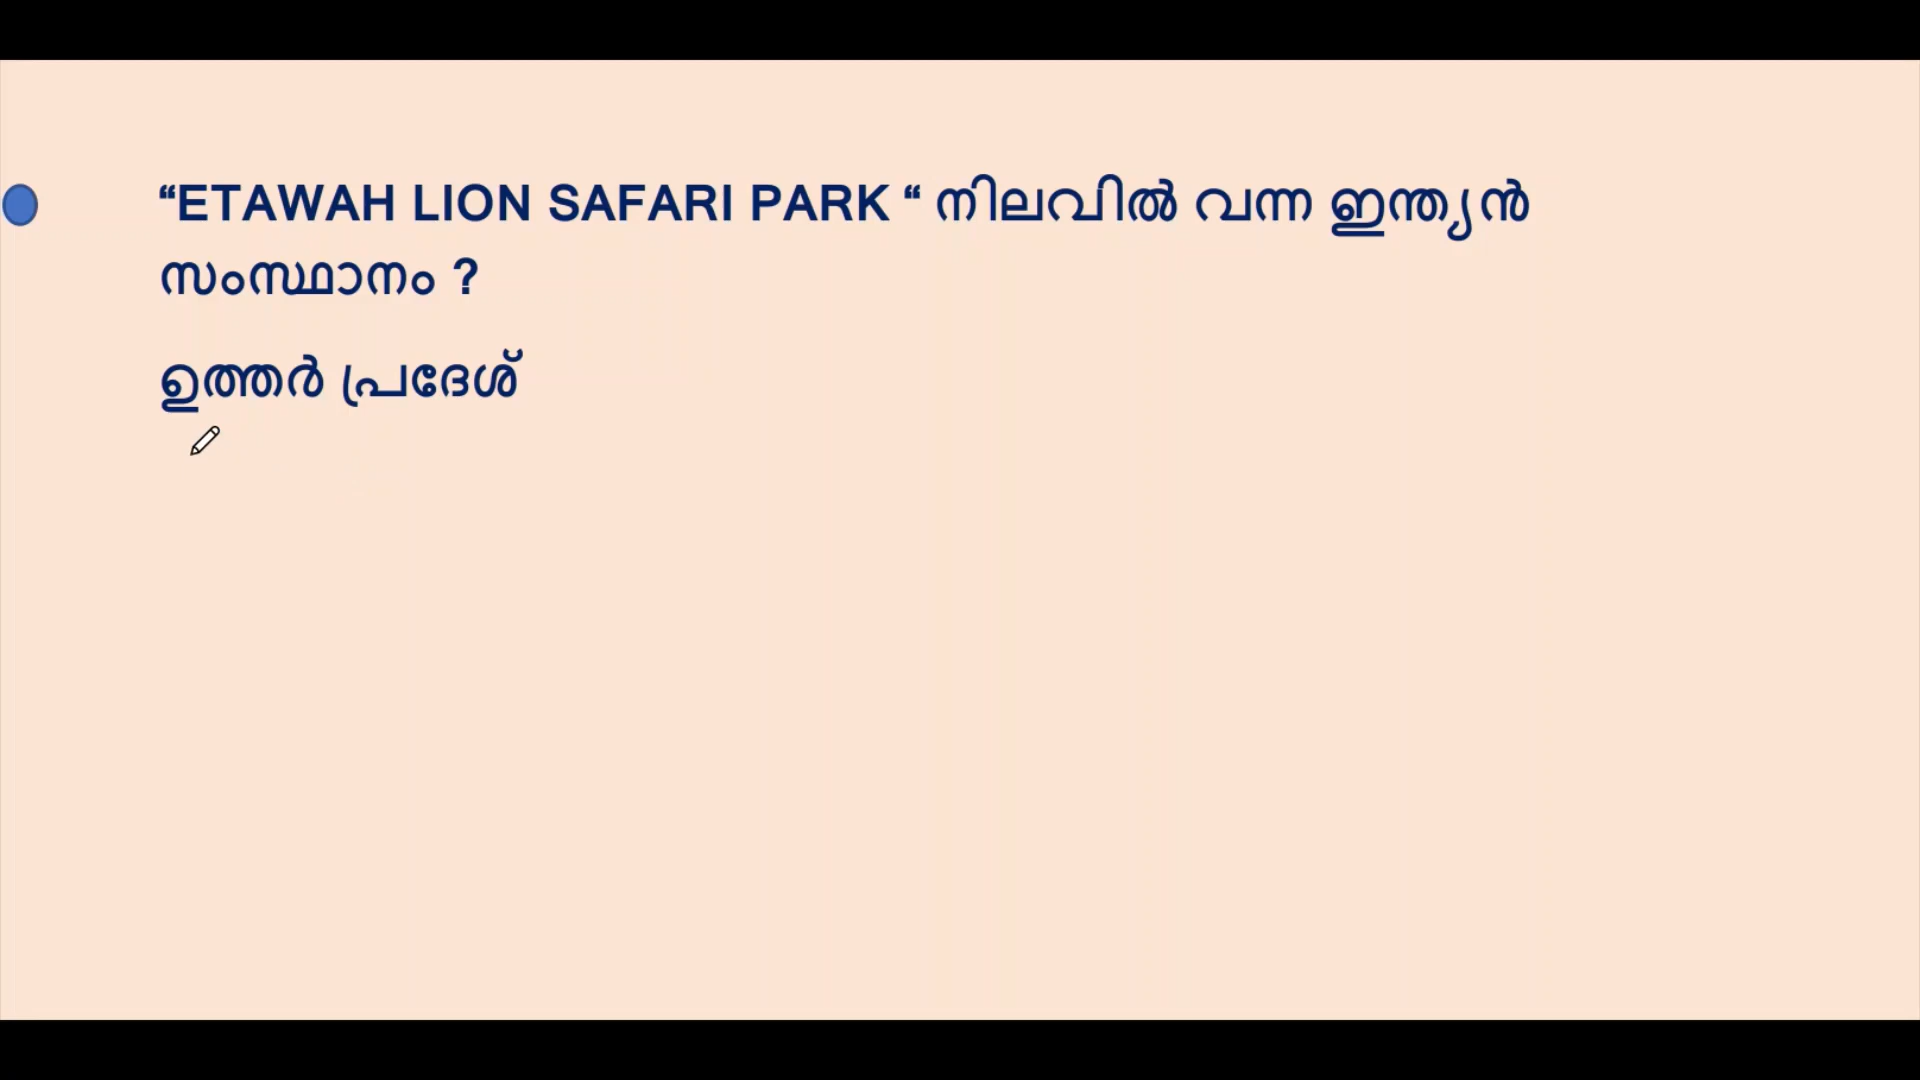 “ETAWAH LION SAFARI PARK “ നിലവിൽ വന്ന ഇന്ത്യൻ
സംസ്ഥാനം ?
ഉത്തർ പ്രദേശ്